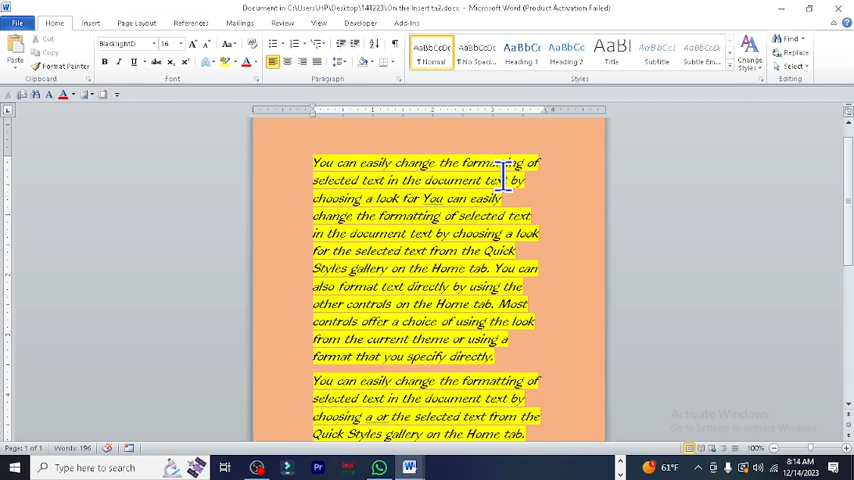 Document in C:\Users\HP\Desktop\141223\On the Insert ta2.docx - Microsoft Word (Product Activation Failed)
File Home Insert Page Layout References Mailings Review View Developer Add-Ins
Paste Cut Copy Format Painter
BlacklightD 16
AaBbCcDc AaBbCcDc AaBbCc AaBbCc AaBl AaBbCcL AaBbCcDc
¶ Normal ¶ No Spaci... Heading 1 Heading 2 Title Subtitle Subtle Em...
Change Styles
Find Replace Select
Clipboard Font Paragraph Styles Editing
You can easily change the formatting of
selected text in the document text by
choosing a look for You can easily
change the formatting of selected text
in the document text by choosing a look
for the selected text from the Quick
Styles gallery on the Home tab. You can
also format text directly by using the
other controls on the Home tab. Most
controls offer a choice of using the look
from the current theme or using a
format that you specify directly.
You can easily change the formatting of
selected text in the document text by
choosing a or the selected text from the
Quick Styles gallery on the Home tab.
Activate Windows
Go to Settings to activate Windows.
Page: 1 of 1 Words: 196 100%
Type here to search
61°F
8:14 AM
12/14/2023